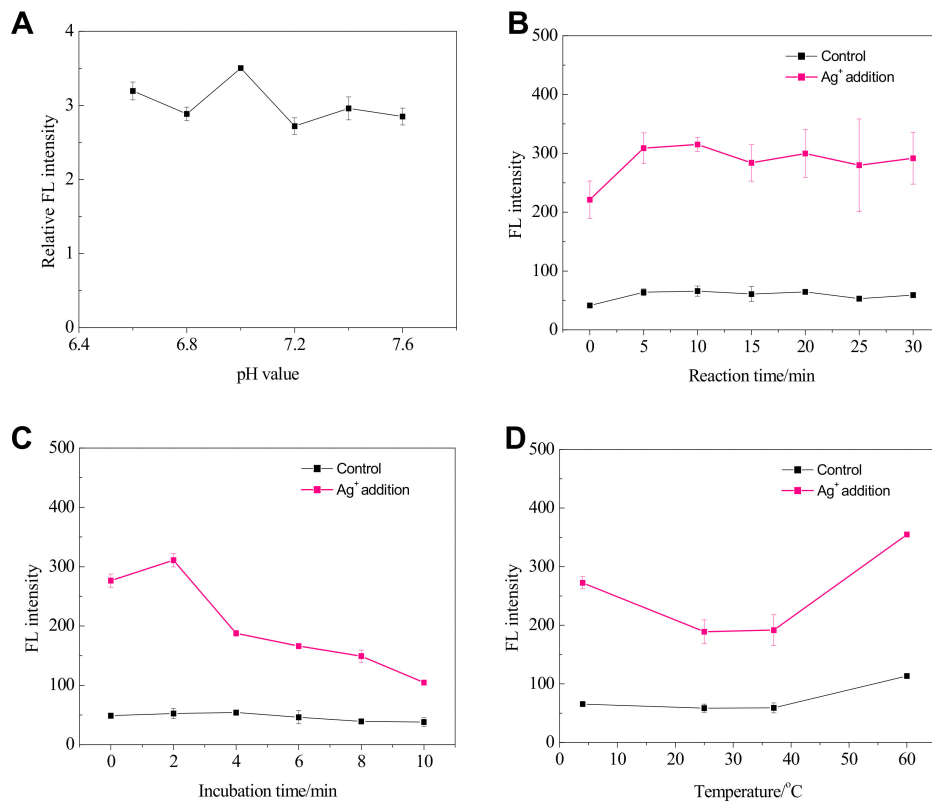 A
Relative FL intensity
4
3
2
1
0
6.4 6.8 7.2 7.6
pH value
B
FL intensity
500
400
300
200
100
0
Control
Ag⁺ addition
0 5 10 15 20 25 30
Reaction time/min
C
FL intensity
500
400
300
200
100
0
Control
Ag⁺ addition
0 2 4 6 8 10
Incubation time/min
D
FL intensity
500
400
300
200
100
0
Control
Ag⁺ addition
0 10 20 30 40 50 60
Temperature/°C